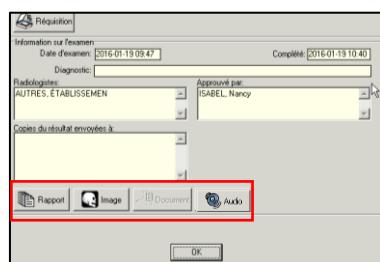 Réquisition
Information sur l'examen
Date d'examen: 2016-01-19 09:47 Complété: 2016-01-19 10:40
Diagnostic:
Radiologistes: Approuvé par:
AUTRES, ÉTABLISSEMEN ISABEL, Nancy
Copies du résultat envoyées à:
Rapport Image Document Audio
OK